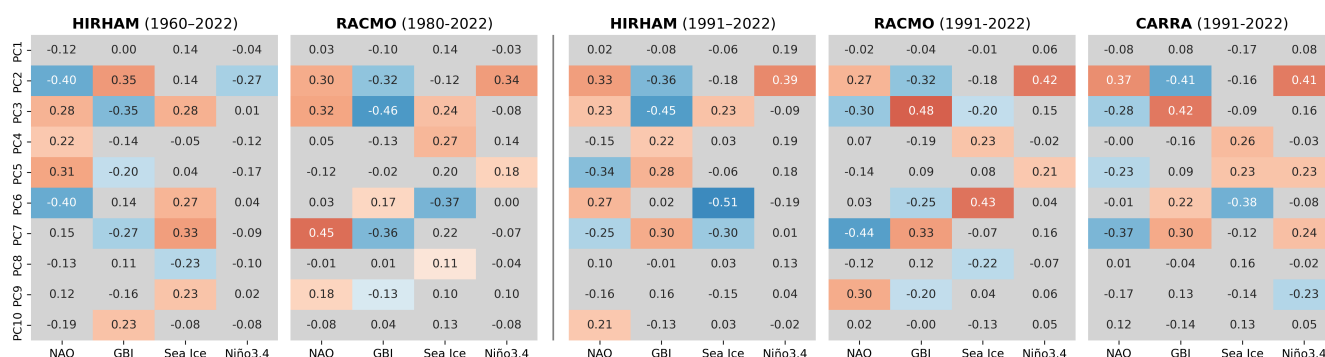 HIRHAM (1960–2022) RACMO (1980-2022) HIRHAM (1991–2022) RACMO (1991-2022) CARRA (1991-2022)
PC1 -0.12 0.00 0.14 -0.04 0.03 -0.10 0.14 -0.03 0.02 -0.08 -0.06 0.19 -0.02 -0.04 -0.01 0.06 -0.08 0.08 -0.17 0.08
PC2 -0.40 0.35 0.14 -0.27 0.30 -0.32 -0.12 0.34 0.33 -0.36 -0.18 0.39 0.27 -0.32 -0.18 0.42 0.37 -0.41 -0.16 0.41
PC3 0.28 -0.35 0.28 0.01 0.32 -0.46 0.24 -0.08 0.23 -0.45 0.23 -0.09 -0.30 0.48 -0.20 0.15 -0.28 0.42 -0.09 0.16
PC4 0.22 -0.14 -0.05 -0.12 0.05 -0.13 0.27 0.14 -0.15 0.22 0.03 0.19 0.07 -0.19 0.23 -0.02 -0.00 -0.16 0.26 -0.03
PC5 0.31 -0.20 0.04 -0.17 -0.12 -0.02 0.20 0.18 -0.34 0.28 -0.06 0.18 -0.14 0.09 0.08 0.21 -0.23 0.09 0.23 0.23
PC6 -0.40 0.14 0.27 0.04 0.03 0.17 -0.37 0.00 0.27 0.02 -0.51 -0.19 0.03 -0.25 0.43 0.04 -0.01 0.22 -0.38 -0.08
PC7 0.15 -0.27 0.33 -0.09 0.45 -0.36 0.22 -0.07 -0.25 0.30 -0.30 0.01 -0.44 0.33 -0.07 0.16 -0.37 0.30 -0.12 0.24
PC8 -0.13 0.11 -0.23 -0.10 -0.01 0.01 0.11 -0.04 0.10 -0.01 0.03 0.13 -0.12 0.12 -0.22 -0.07 0.01 -0.04 0.16 -0.02
PC9 0.12 -0.16 0.23 0.02 0.18 -0.13 0.10 0.10 -0.16 0.16 -0.15 0.04 0.30 -0.20 0.04 0.06 -0.17 0.13 -0.14 -0.23
PC10 -0.19 0.23 -0.08 -0.08 -0.08 0.04 0.13 -0.08 0.21 -0.13 0.03 -0.02 0.02 -0.00 -0.13 0.05 0.12 -0.14 0.13 0.05
NAO GBI Sea Ice Niño3.4 NAO GBI Sea Ice Niño3.4 NAO GBI Sea Ice Niño3.4 NAO GBI Sea Ice Niño3.4 NAO GBI Sea Ice Niño3.4